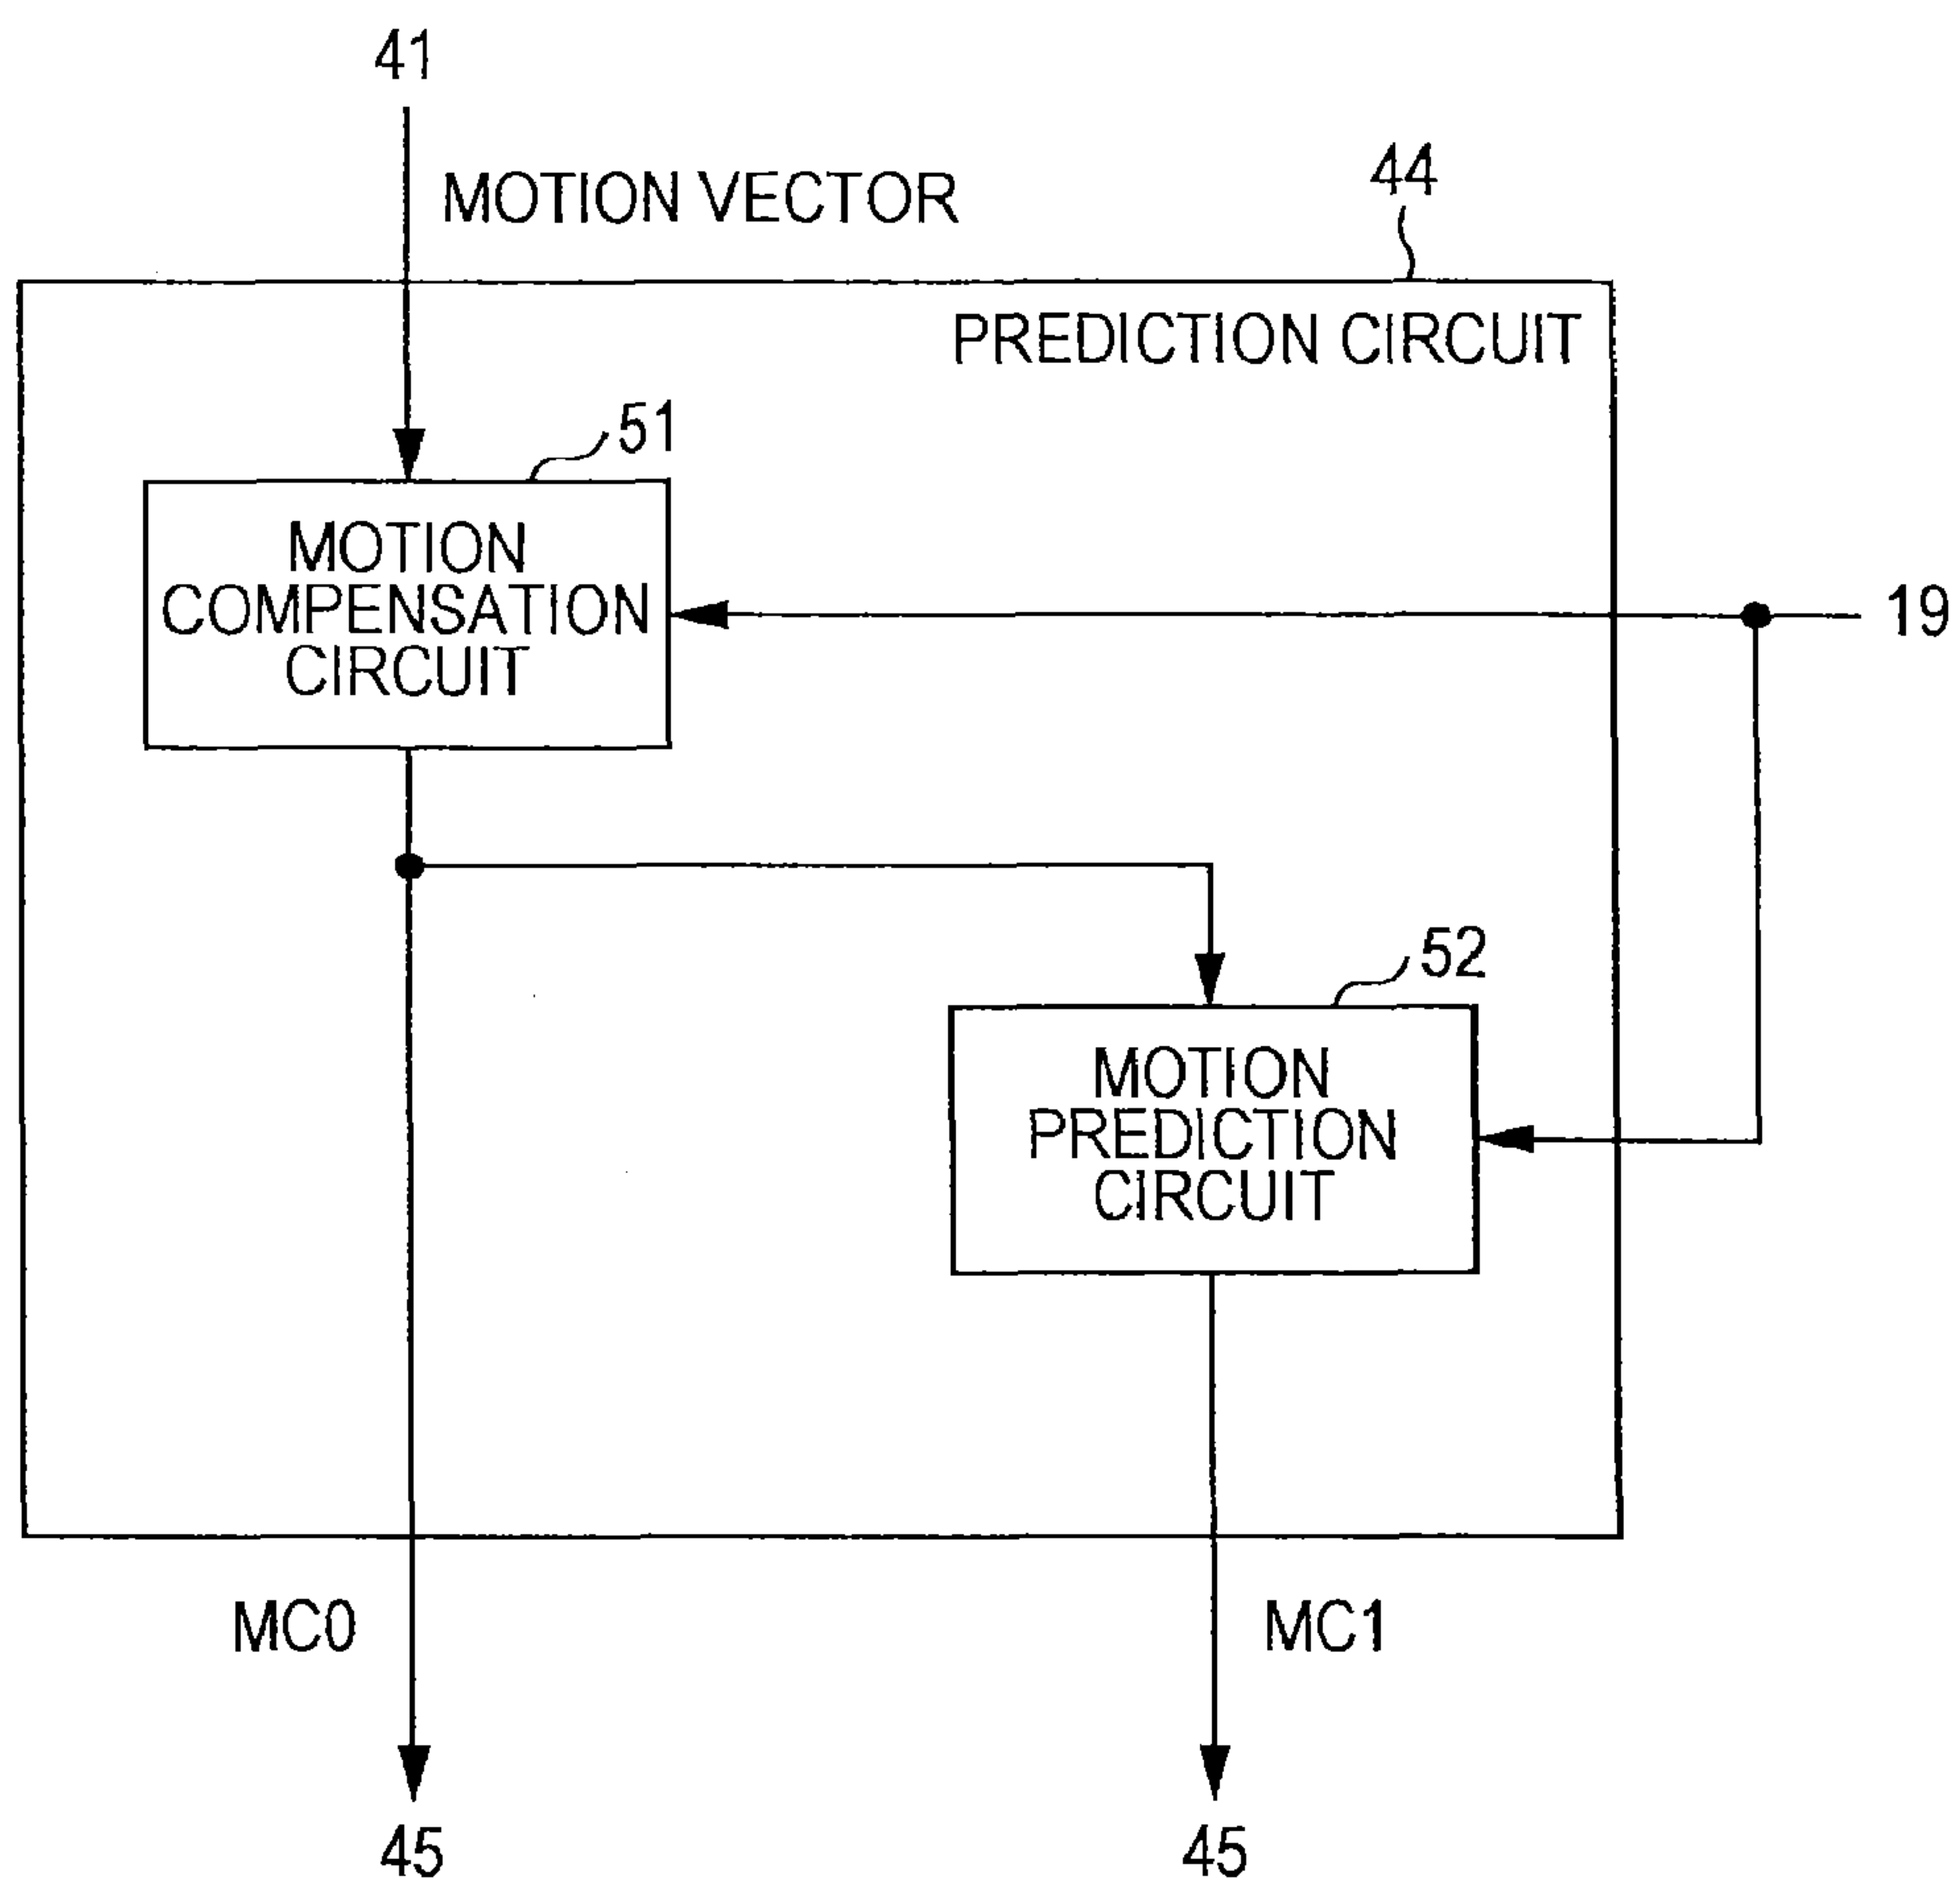 41
MOTION VECTOR
44
PREDICTION CIRCUIT
51
MOTION
COMPENSATION
CIRCUIT
19
52
MOTION
PREDICTION
CIRCUIT
MC0
MC1
45
45